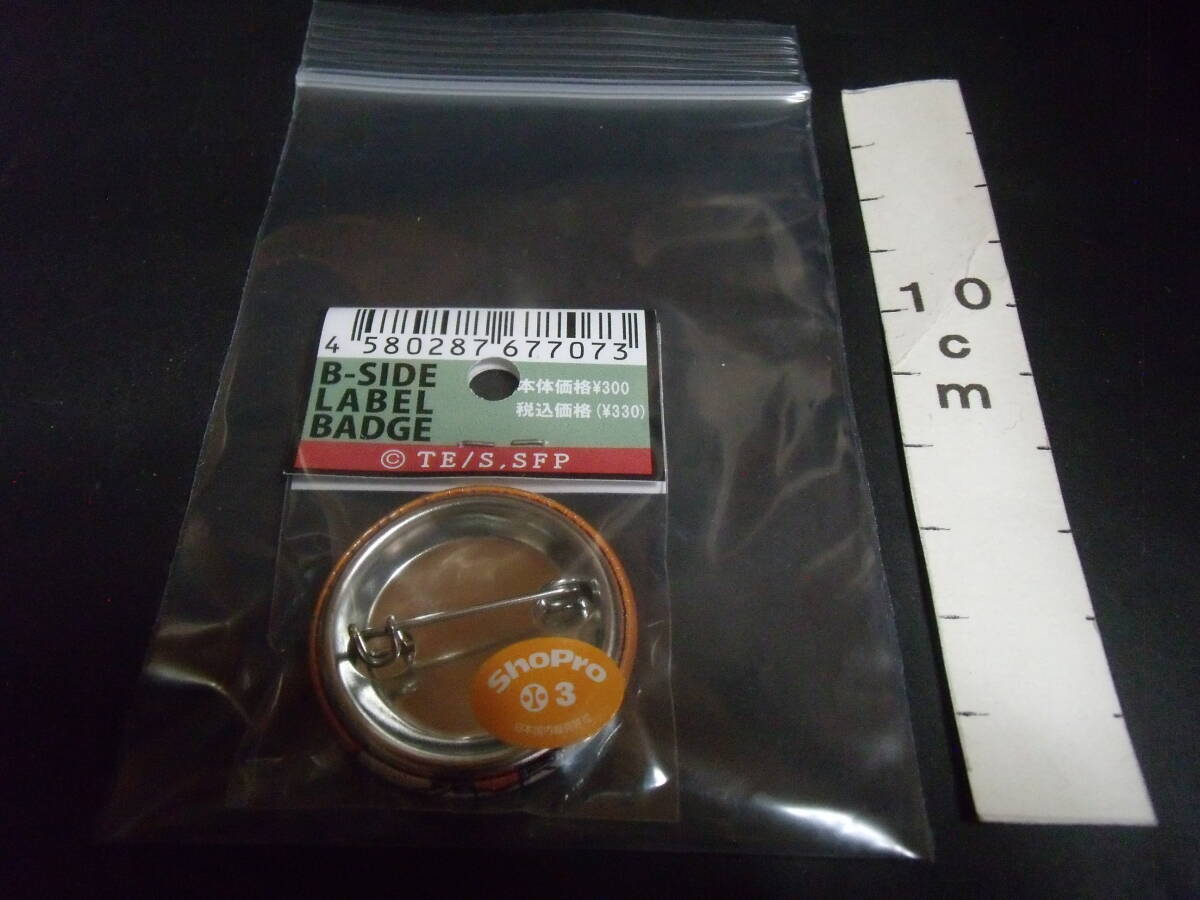 4 580287 677073
B-SIDE
LABEL
BADGE
本体価格¥300
税込価格(¥330)
© TE/S,SFP
ShoPro
3
10
c
m